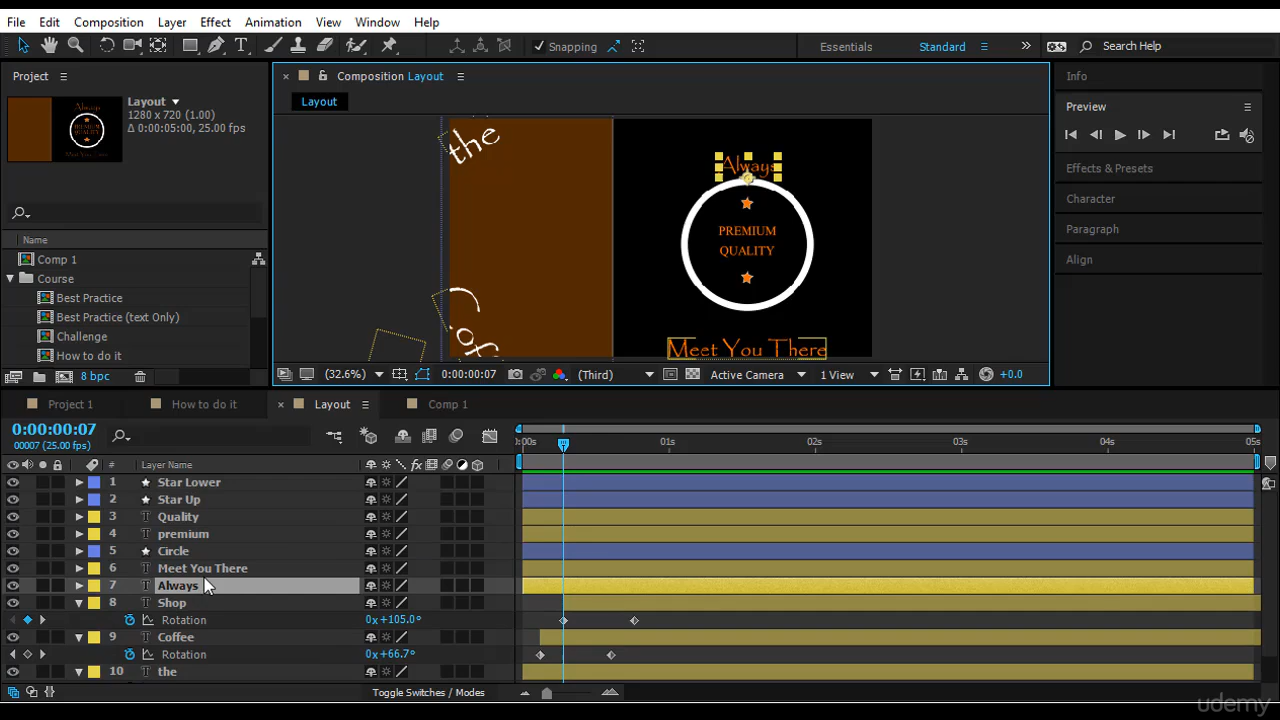 File Edit Composition Layer Effect Animation View Window Help
Snapping Essentials Standard Search Help
Project
Composition Layout
Info
Layout
Layout
1280 x 720 (1.00)
Δ 0:00:05:00, 25.00 fps
Preview
Effects & Properties
Character
Paragraph
Align
the
Always
PREMIUM
QUALITY
Meet You There
Name
Comp 1
Course
Best Practice
Best Practice (text Only)
Challenge
How to do it
8 bpc
(32.6%) 0:00:00:07 (Third) Active Camera 1 View +0.0
Project 1 How to do it Layout Comp 1
0:00:00:07
00007 (25.00 fps)
:00s 01s 02s 03s 04s 05s
# Layer Name fx
1 Star Lower
2 Star Up
3 T Quality
4 T premium
5 Circle
6 T Meet You There
7 T Always
8 T Shop
Rotation 0x+105.0°
9 T Coffee
Rotation 0x+66.7°
10 T the
Toggle Switches / Modes
udemy